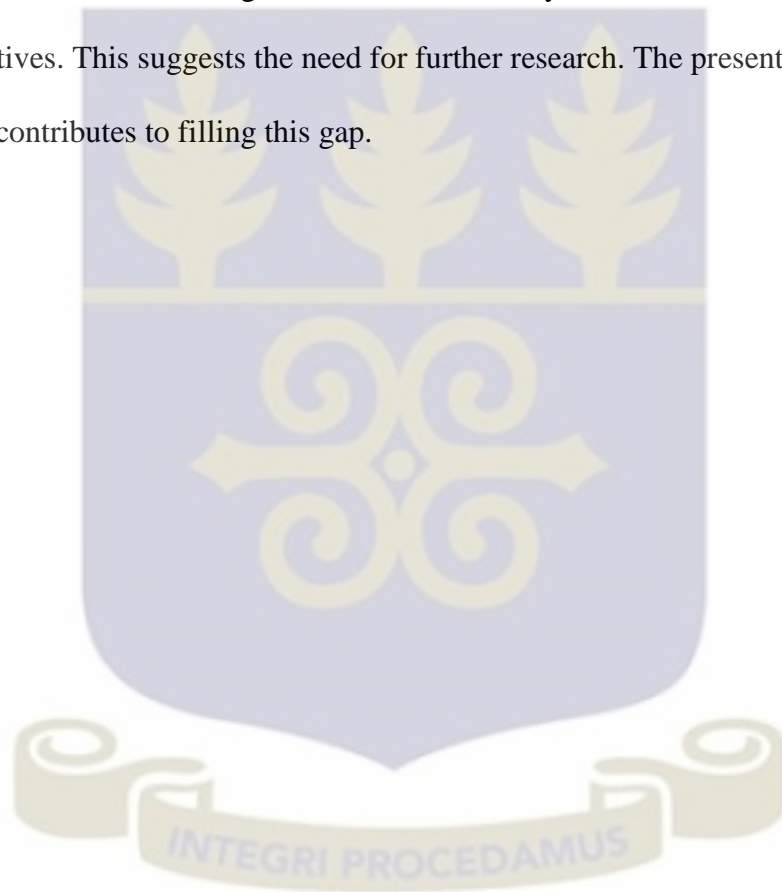 tives. This suggests the need for further research. The present
contributes to filling this gap.
INTEGRI PROCEDAMUS